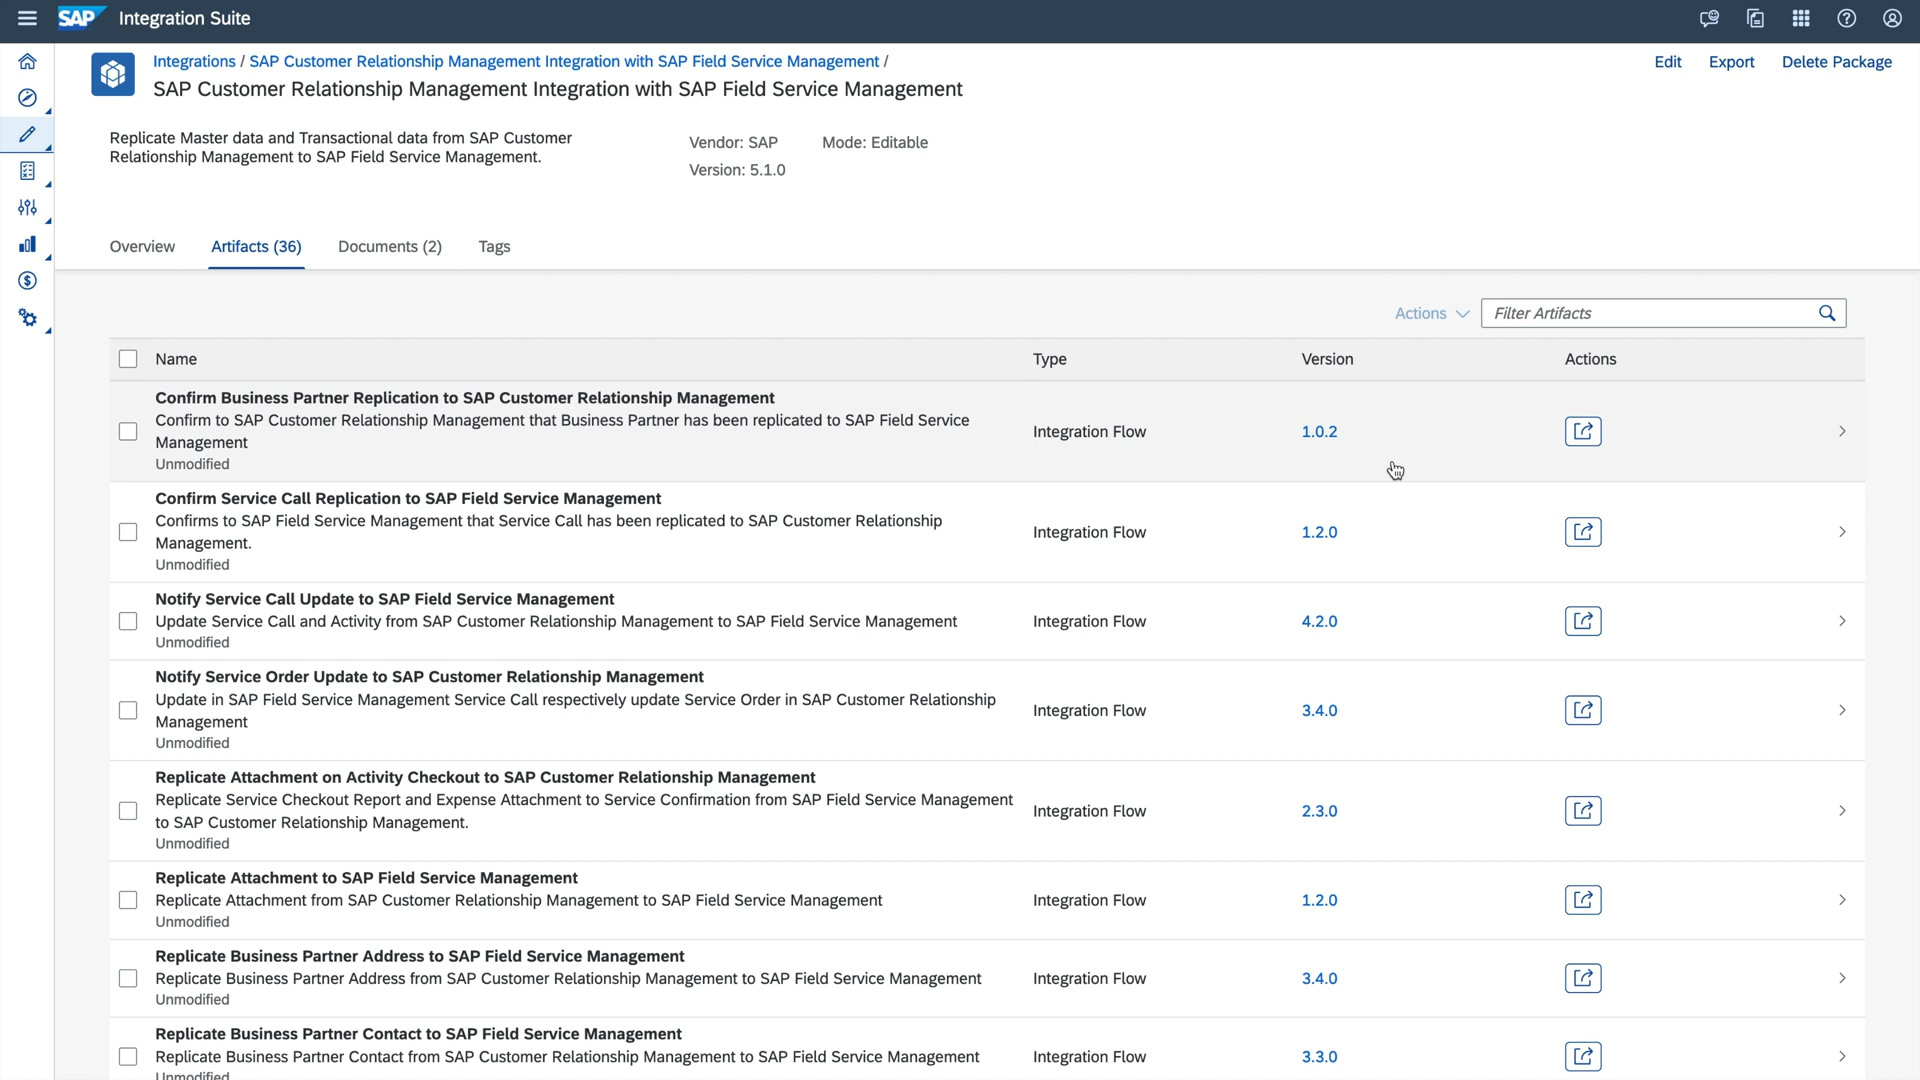 SAP Integration Suite
Integrations / SAP Customer Relationship Management Integration with SAP Field Service Management /
SAP Customer Relationship Management Integration with SAP Field Service Management
Edit Export Delete Package
Replicate Master data and Transactional data from SAP Customer
Relationship Management to SAP Field Service Management.
Vendor: SAP Mode: Editable
Version: 5.1.0
Overview Artifacts (36) Documents (2) Tags
Actions Filter Artifacts
Name Type Version Actions
Confirm Business Partner Replication to SAP Customer Relationship Management
Confirm to SAP Customer Relationship Management that Business Partner has been replicated to SAP Field Service
Management
Unmodified
Integration Flow 1.0.2
Confirm Service Call Replication to SAP Field Service Management
Confirms to SAP Field Service Management that Service Call has been replicated to SAP Customer Relationship
Management.
Unmodified
Integration Flow 1.2.0
Notify Service Call Update to SAP Field Service Management
Update Service Call and Activity from SAP Customer Relationship Management to SAP Field Service Management
Unmodified
Integration Flow 4.2.0
Notify Service Order Update to SAP Customer Relationship Management
Update in SAP Field Service Management Service Call respectively update Service Order in SAP Customer Relationship
Management
Unmodified
Integration Flow 3.4.0
Replicate Attachment on Activity Checkout to SAP Customer Relationship Management
Replicate Service Checkout Report and Expense Attachment to Service Confirmation from SAP Field Service Management
to SAP Customer Relationship Management.
Unmodified
Integration Flow 2.3.0
Replicate Attachment to SAP Field Service Management
Replicate Attachment from SAP Customer Relationship Management to SAP Field Service Management
Unmodified
Integration Flow 1.2.0
Replicate Business Partner Address to SAP Field Service Management
Replicate Business Partner Address from SAP Customer Relationship Management to SAP Field Service Management
Unmodified
Integration Flow 3.4.0
Replicate Business Partner Contact to SAP Field Service Management
Replicate Business Partner Contact from SAP Customer Relationship Management to SAP Field Service Management
Unmodified
Integration Flow 3.3.0